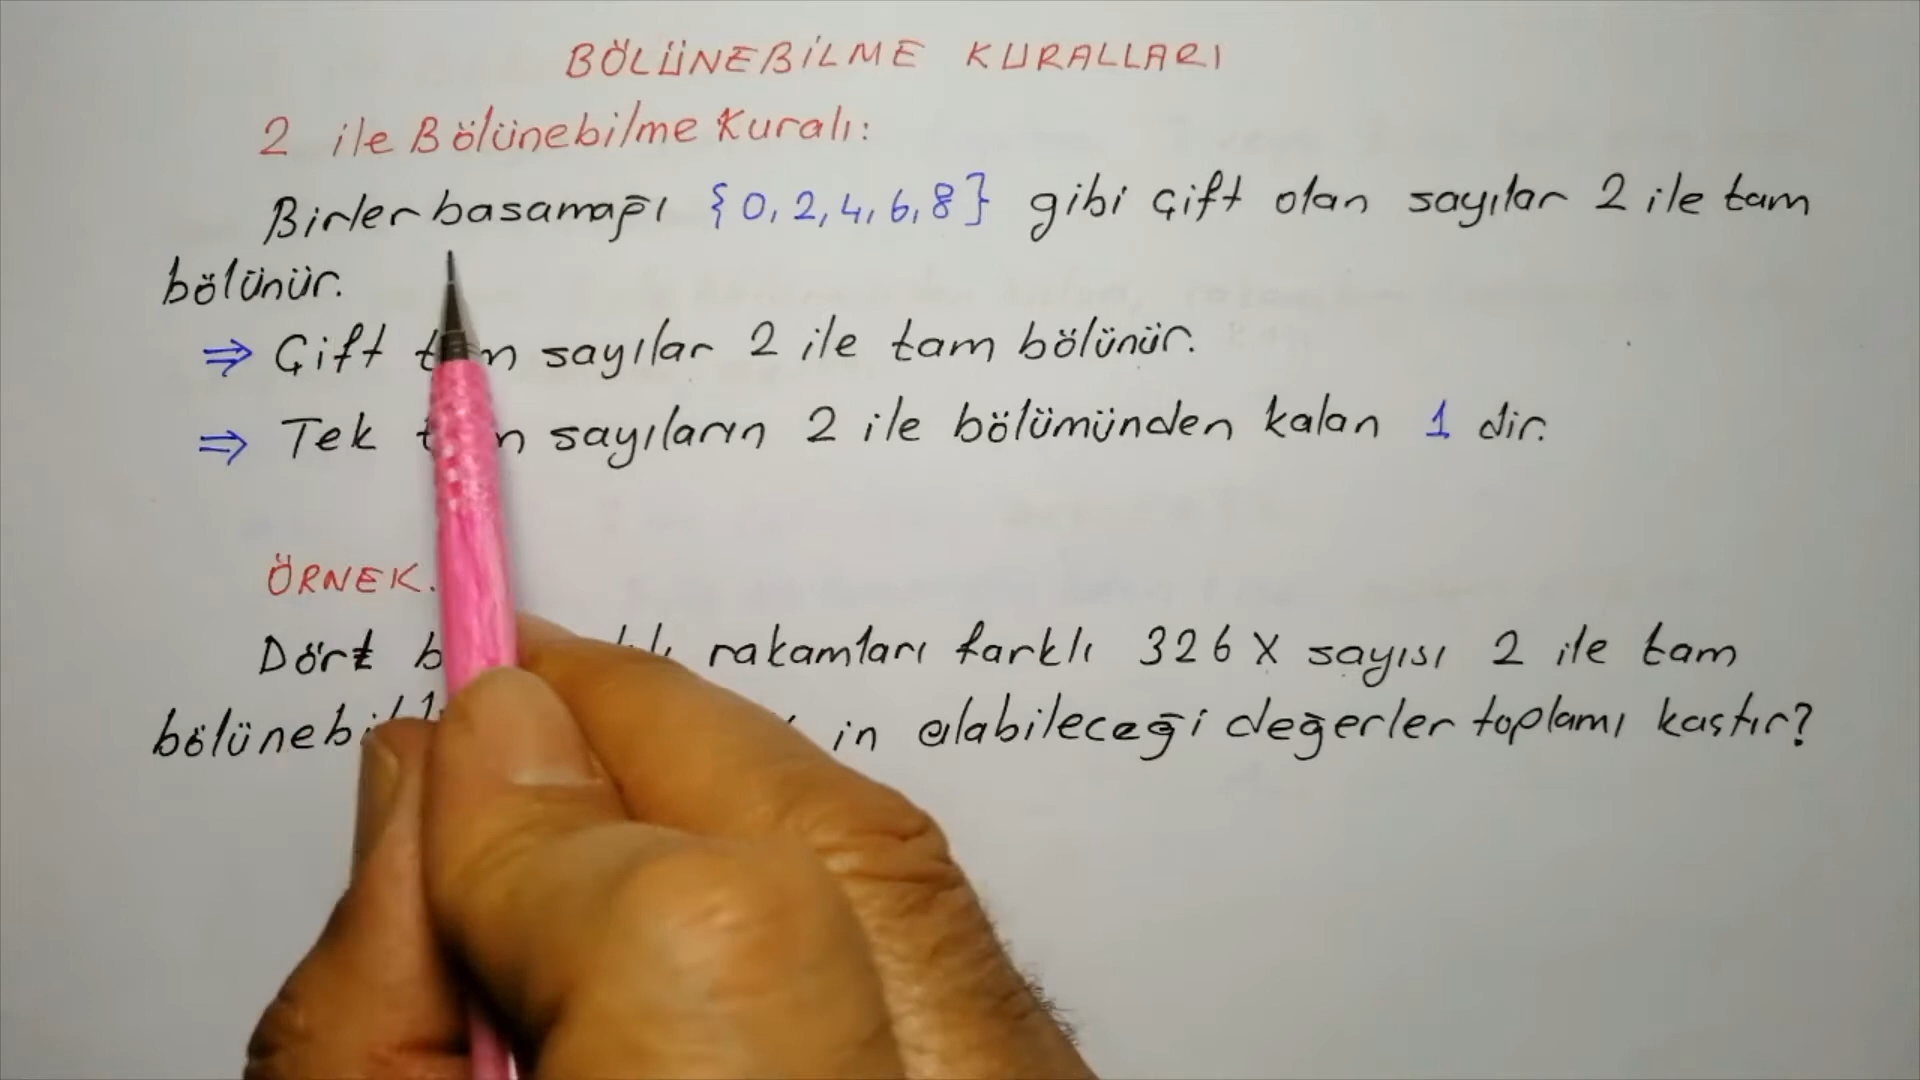 BÖLÜNEBİLME KURALLARI
2 ile Bölünebilme Kuralı:
Birler basamağı {0, 2, 4, 6, 8} gibi çift olan sayılar 2 ile tam
bölünür.
⇒ Çift sayılar 2 ile tam bölünür.
⇒ Tek sayıların 2 ile bölümünden kalan 1 dir.
ÖRNEK.
Dört rakamları farklı 326X sayısı 2 ile tam
in alabileceği değerler toplamı kaçtır?